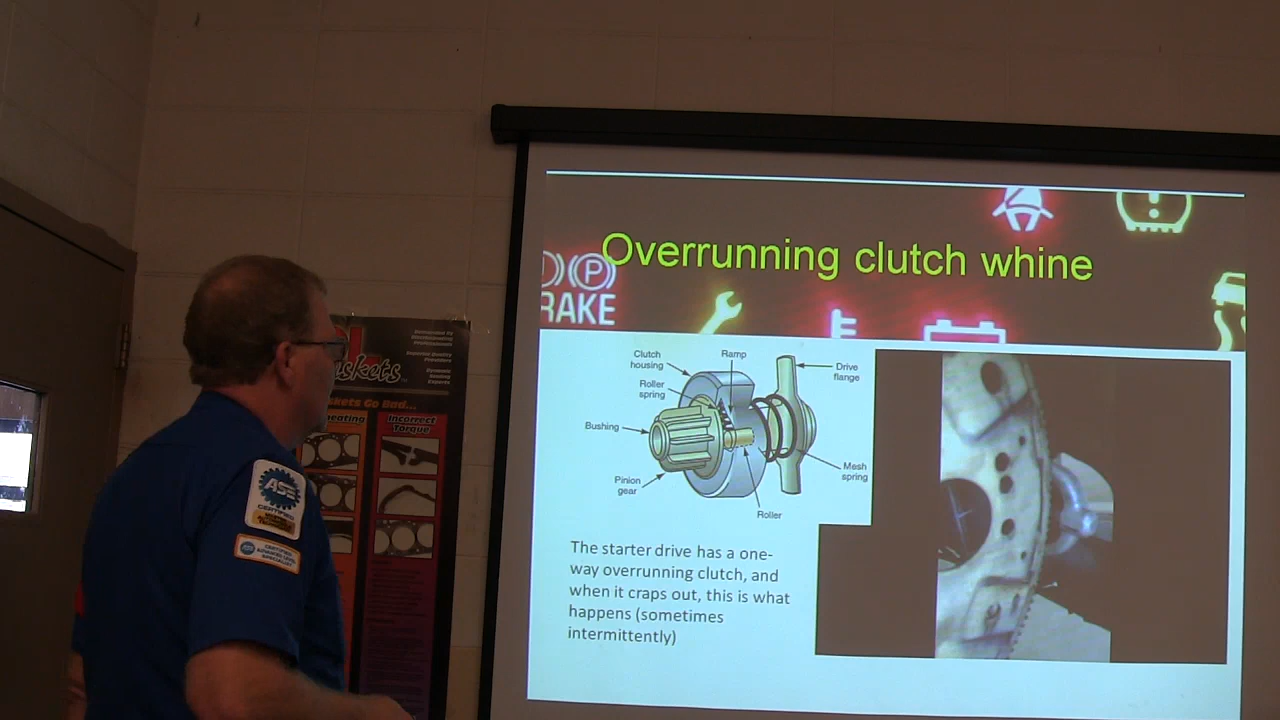 Overrunning clutch whine
P
BRAKE
Clutch
housing
Ramp
Drive
flange
Roller
spring
Bushing
Pinion
gear
Mesh
spring
Roller
The starter drive has a one-
way overrunning clutch, and
when it craps out, this is what
happens (sometimes
intermittently)
Incorrect
Torque
ASE
CERTIFIED